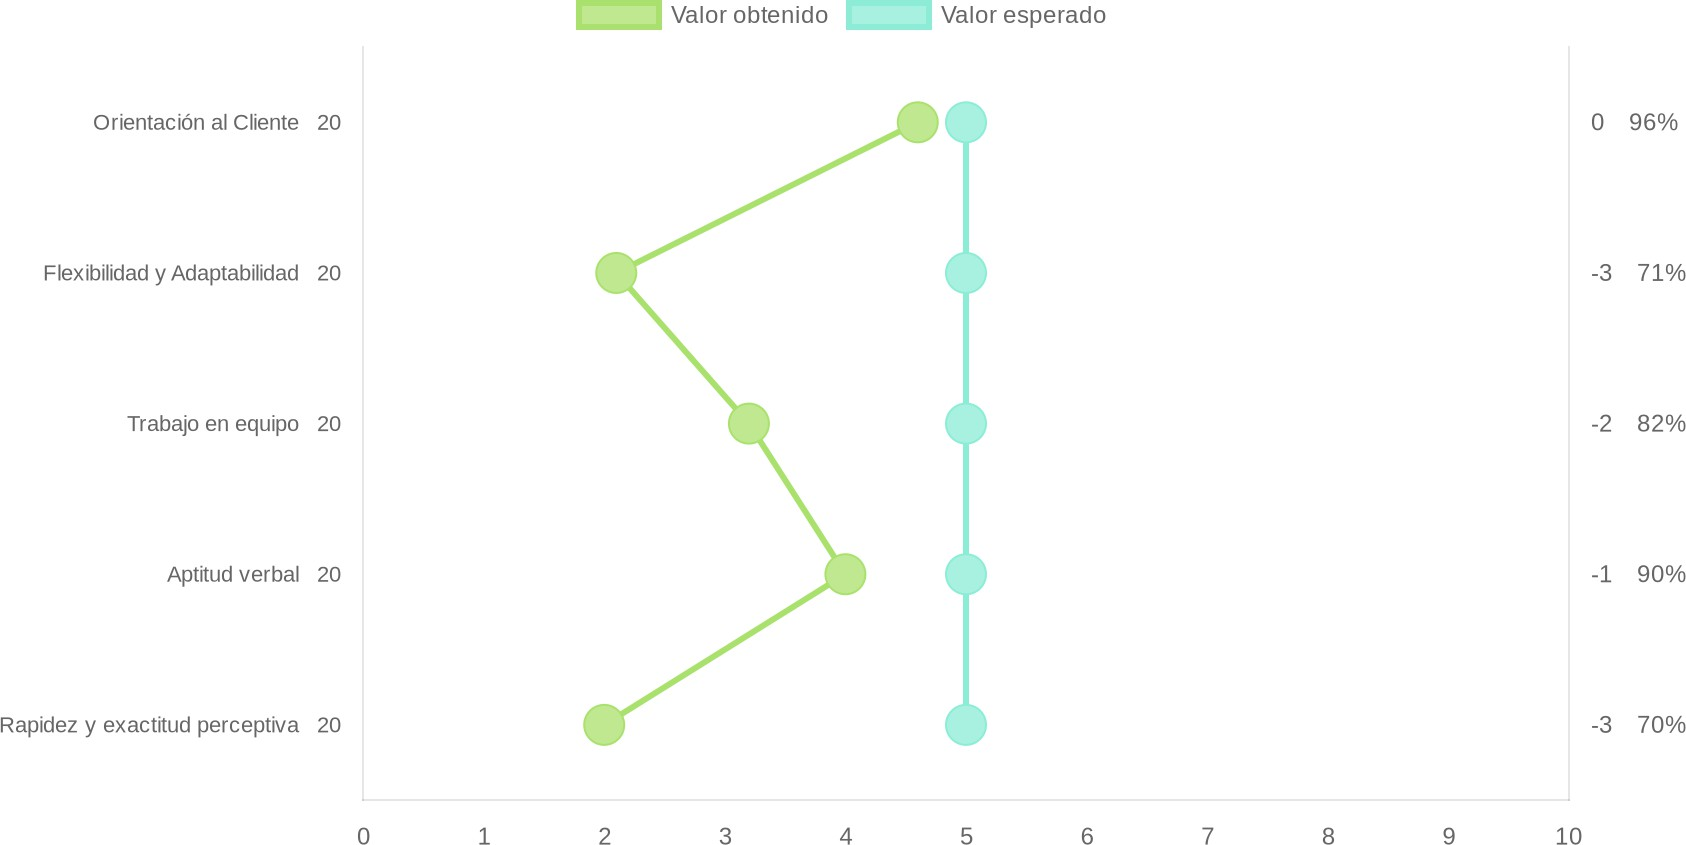 Valor obtenido Valor esperado
Orientación al Cliente 20 0 96%
Flexibilidad y Adaptabilidad 20 -3 71%
Trabajo en equipo 20 -2 82%
Aptitud verbal 20 -1 90%
Rapidez y exactitud perceptiva 20 -3 70%
0 1 2 3 4 5 6 7 8 9 10